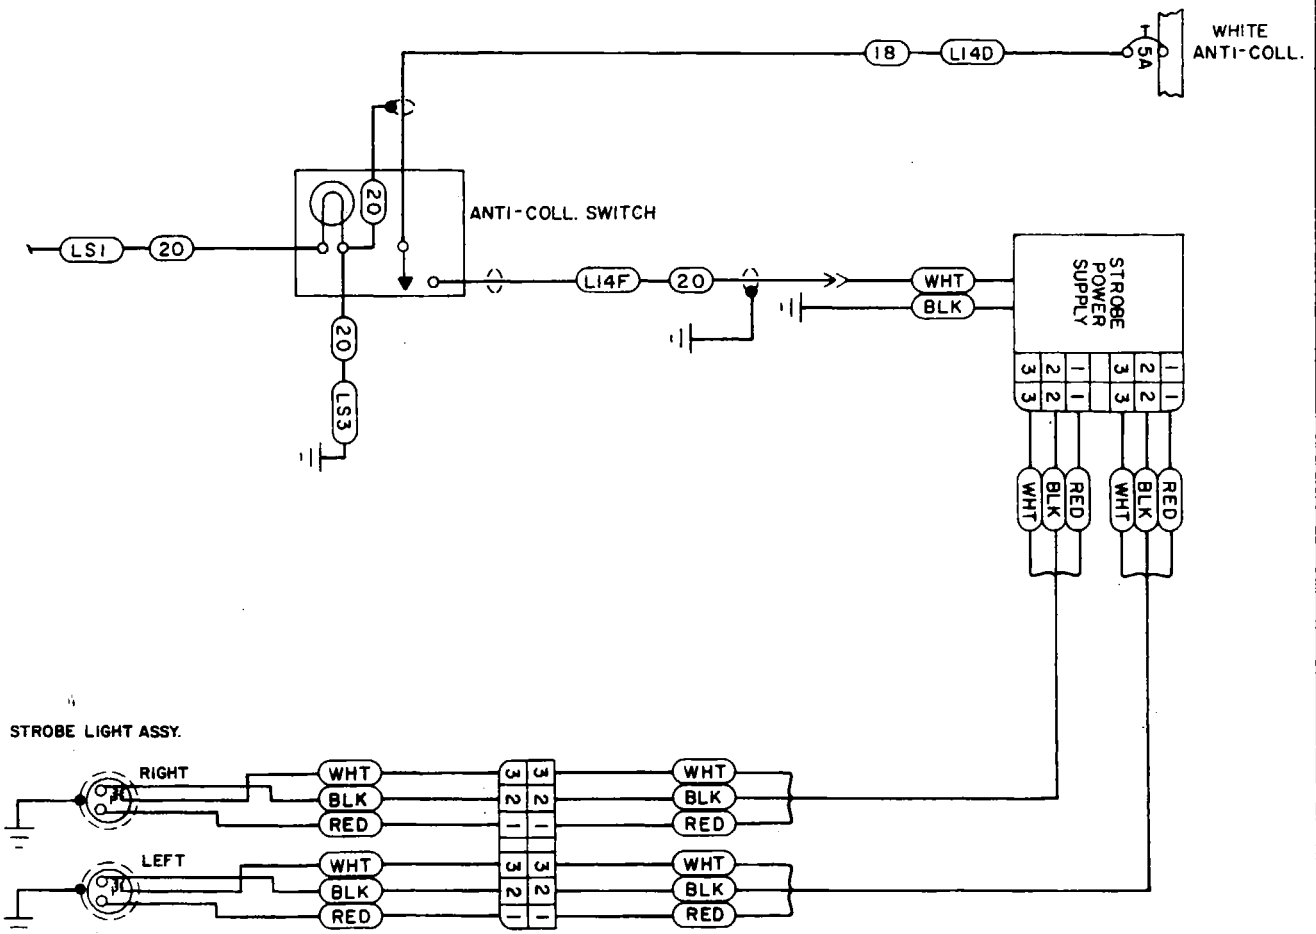 WHITE
ANTI-COLL.
18 L14D 5A
20
ANTI-COLL. SWITCH
LS1 20
L14F 20 WHT
BLK
STROBE
POWER
SUPPLY
20
LS3
3 2 1 3 2 1
3 2 1 3 2 1
WHT BLK RED WHT BLK RED
STROBE LIGHT ASSY.
RIGHT
WHT 3 3 WHT
BLK 2 2 BLK
RED 1 1 RED
LEFT
WHT 3 3 WHT
BLK 2 2 BLK
RED 1 1 RED